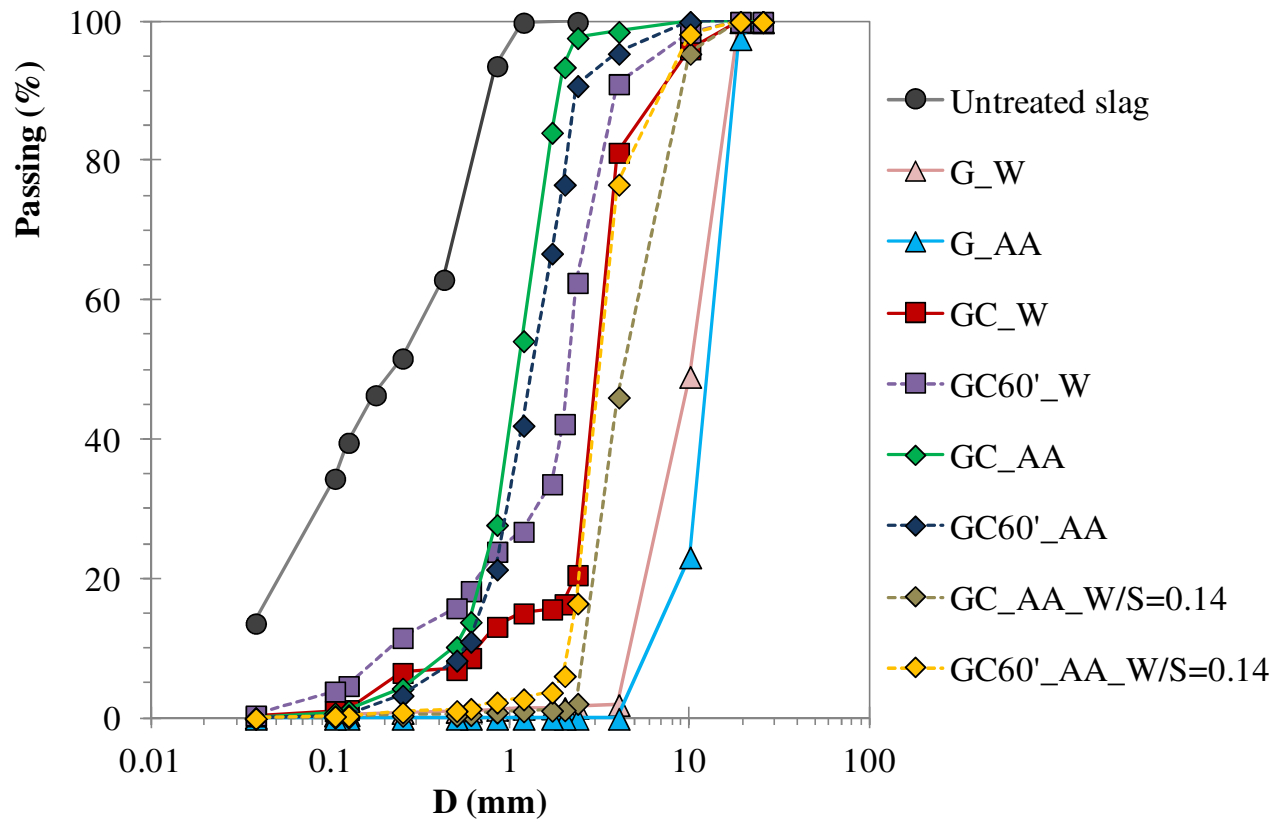 Passing (%)
100
80
60
40
20
0
0.01
0.1
1
10
100
D (mm)
Untreated slag
G_W
G_AA
GC_W
GC60'_W
GC_AA
GC60'_AA
GC_AA_W/S=0.14
GC60'_AA_W/S=0.14